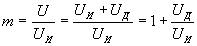 m = U / U_И = (U_И + U_Д) / U_И = 1 + U_Д / U_И